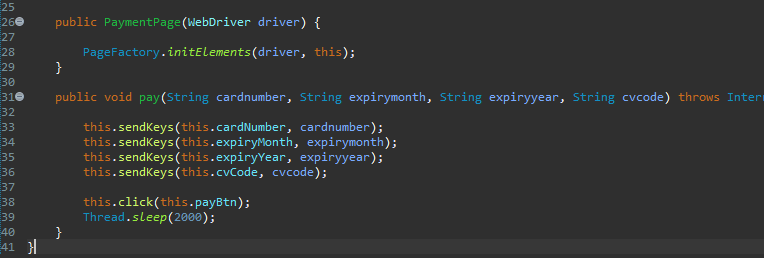 25
26 public PaymentPage(WebDriver driver) {
27
28 PageFactory.initElements(driver, this);
29 }
30
31 public void pay(String cardnumber, String expirymonth, String expiryyear, String cvcode) throws Inter
32
33 this.sendKeys(this.cardNumber, cardnumber);
34 this.sendKeys(this.expiryMonth, expirymonth);
35 this.sendKeys(this.expiryYear, expiryyear);
36 this.sendKeys(this.cvCode, cvcode);
37
38 this.click(this.payBtn);
39 Thread.sleep(2000);
40 }
41 }